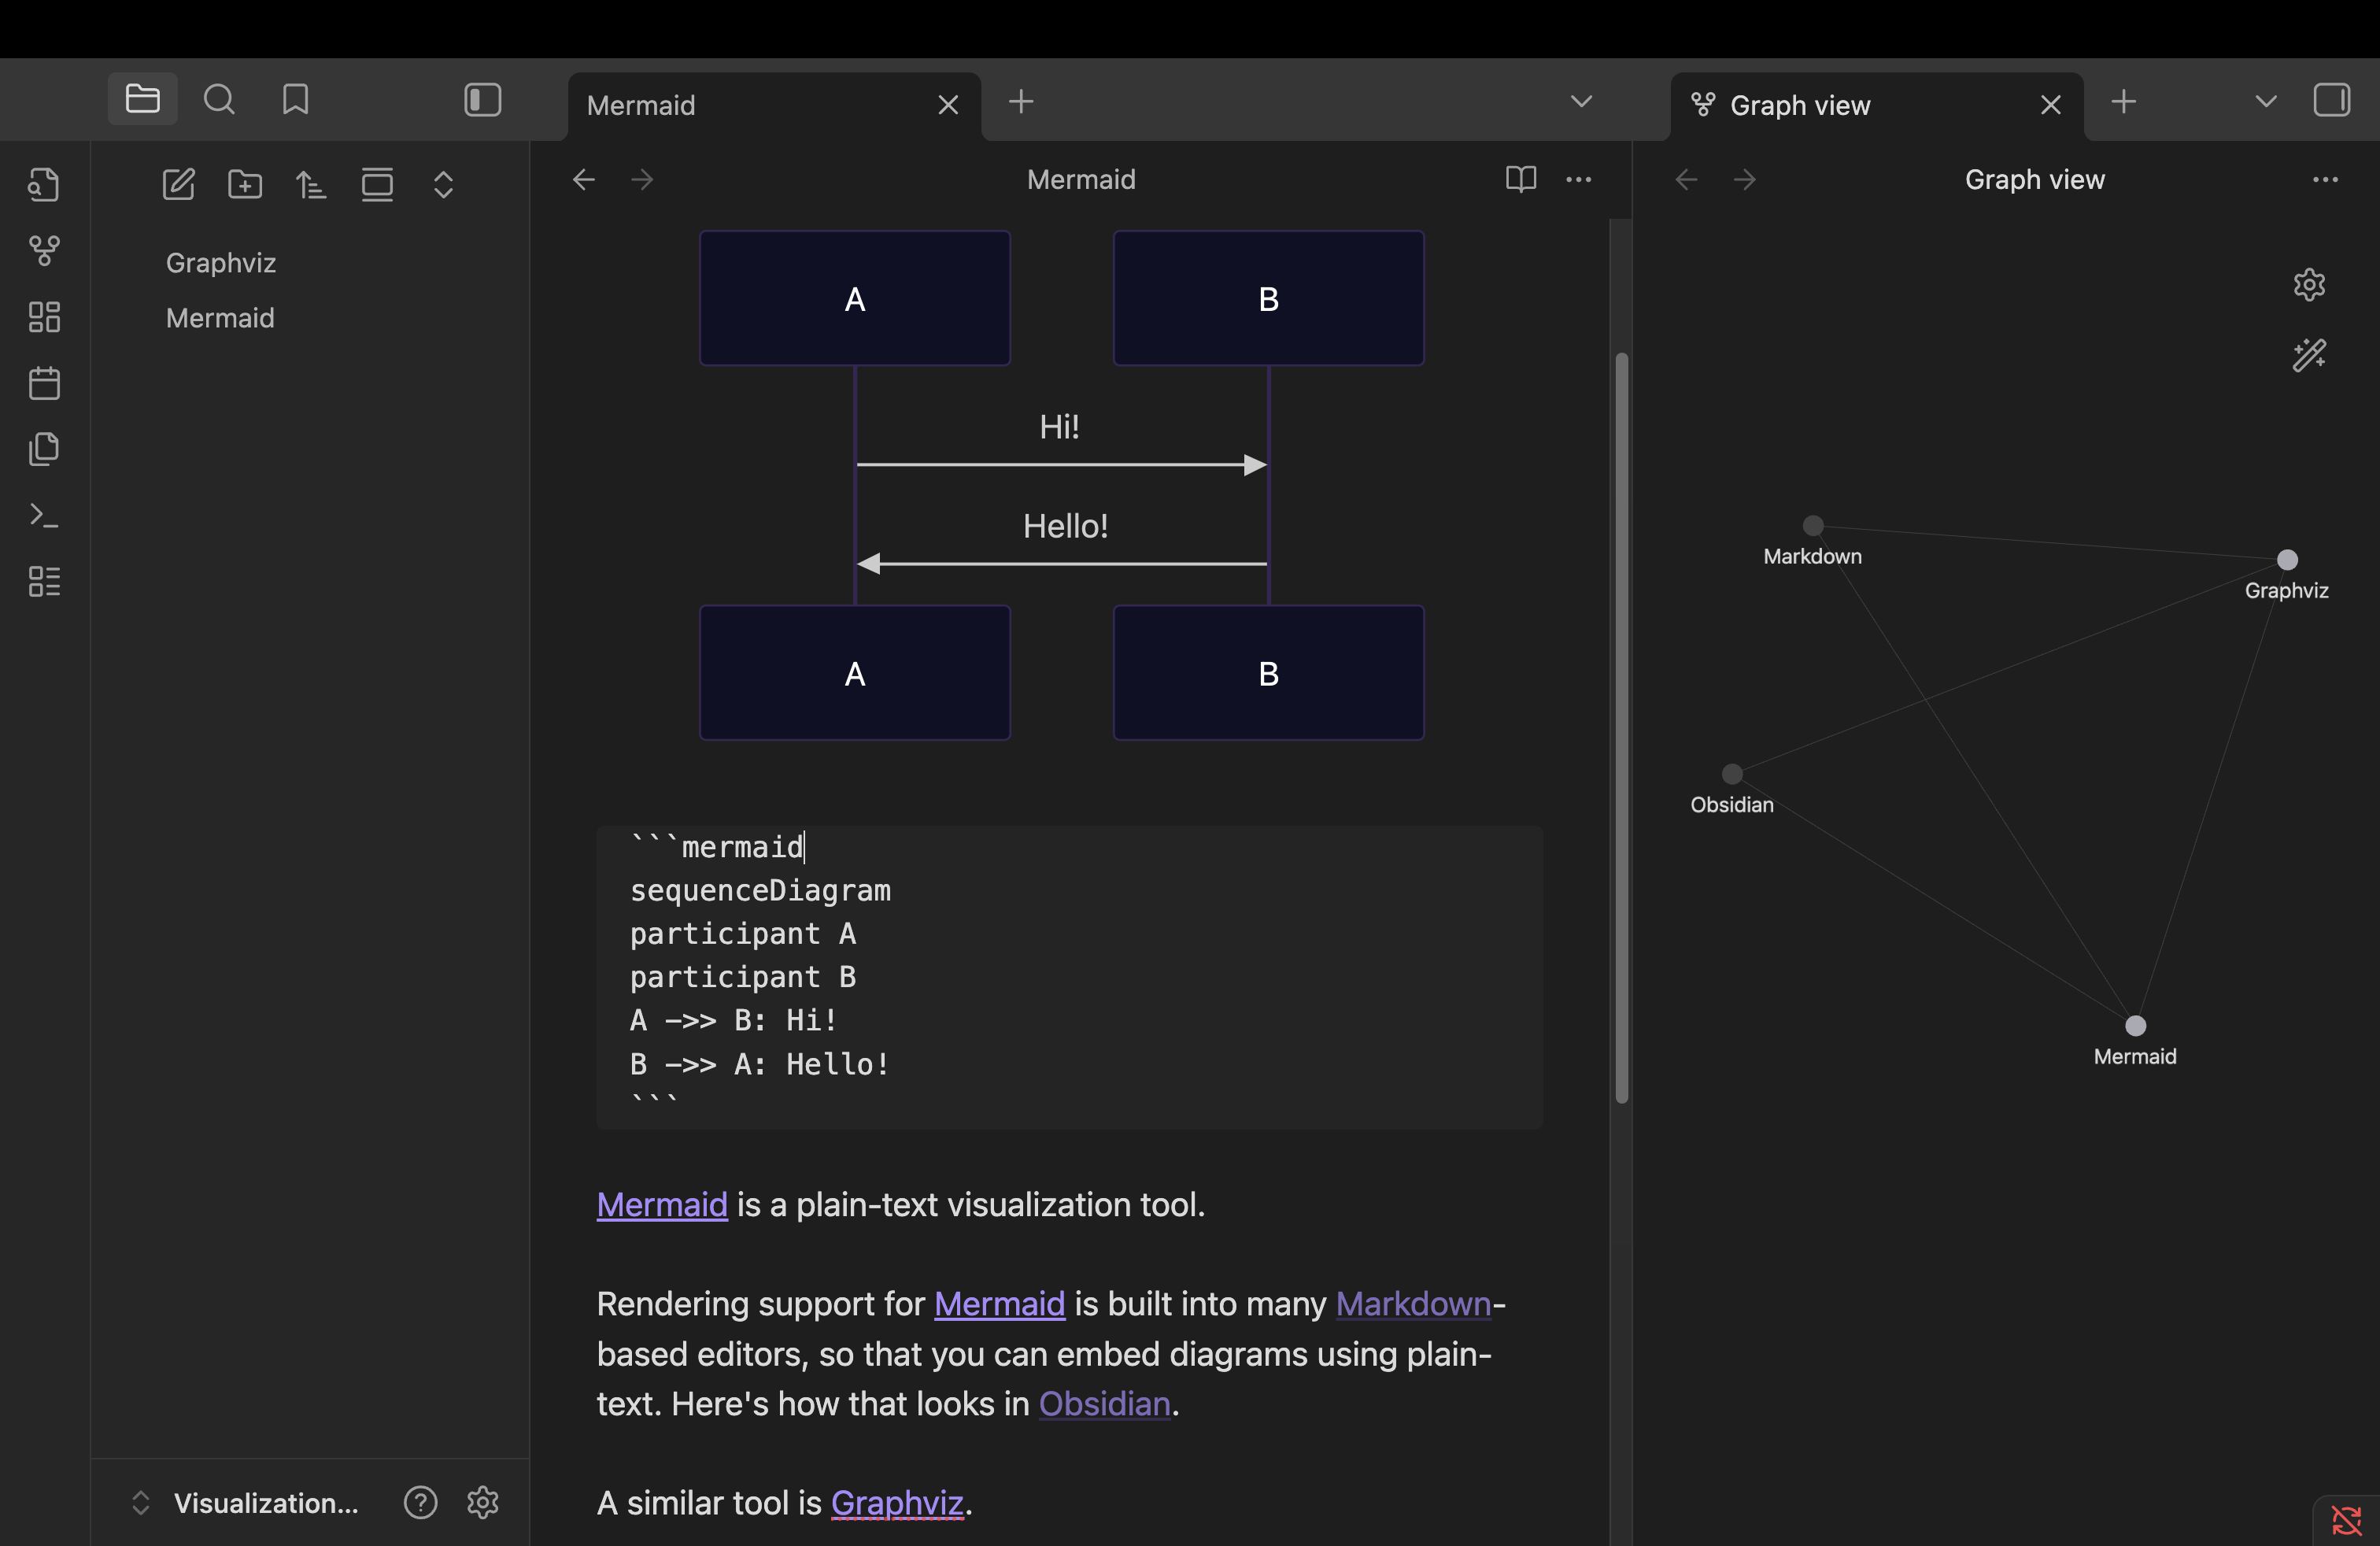 Mermaid
Graph view
Graphviz
Mermaid
Visualization...
Mermaid
A
B
Hi!
Hello!
A
B
```mermaid
sequenceDiagram
participant A
participant B
A ->> B: Hi!
B ->> A: Hello!
```
Mermaid is a plain-text visualization tool.
Rendering support for Mermaid is built into many Markdown-
based editors, so that you can embed diagrams using plain-
text. Here's how that looks in Obsidian.
A similar tool is Graphviz.
Graph view
Markdown
Graphviz
Obsidian
Mermaid